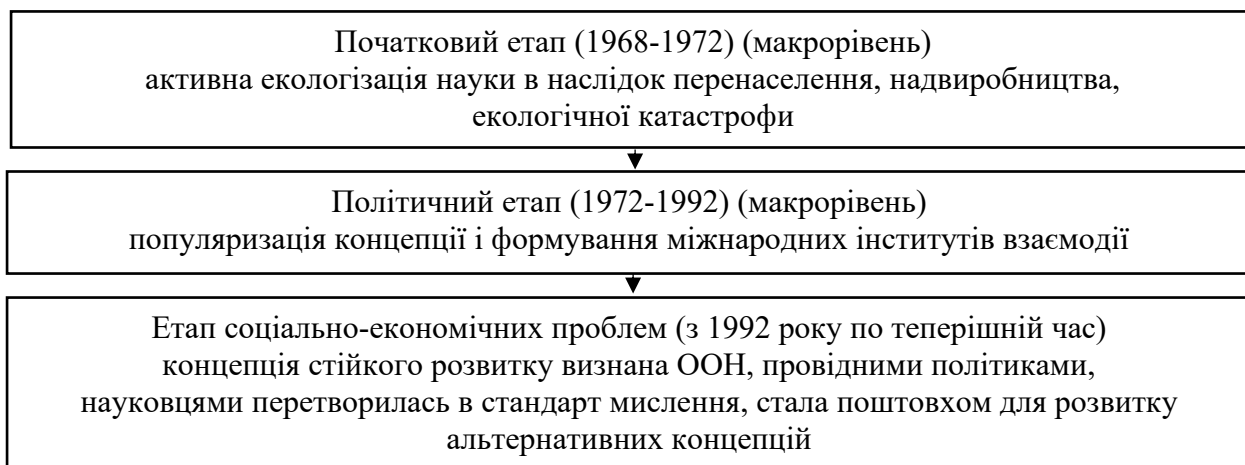 Початковий етап (1968-1972) (макрорівень)
активна екологізація науки в наслідок перенаселення, надвиробництва,
екологічної катастрофи
Політичний етап (1972-1992) (макрорівень)
популяризація концепції і формування міжнародних інститутів взаємодії
Етап соціально-економічних проблем (з 1992 року по теперішній час)
концепція стійкого розвитку визнана ООН, провідними політиками,
науковцями перетворилась в стандарт мислення, стала поштовхом для розвитку
альтернативних концепцій